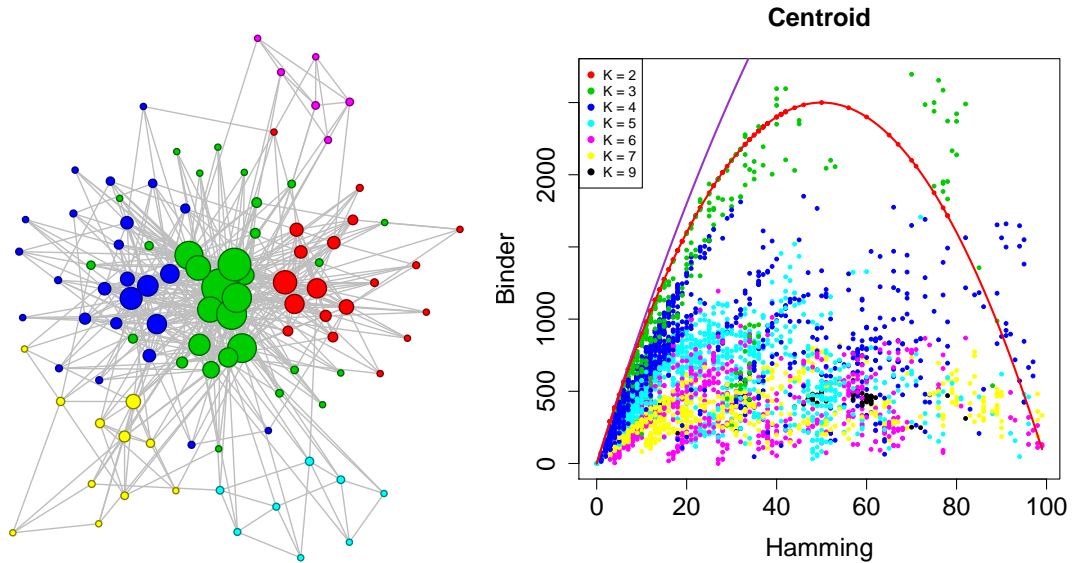 Centroid
K = 2
K = 3
K = 4
K = 5
K = 6
K = 7
K = 9
Binder
0
500
1000
2000
0
20
40
60
80
100
Hamming